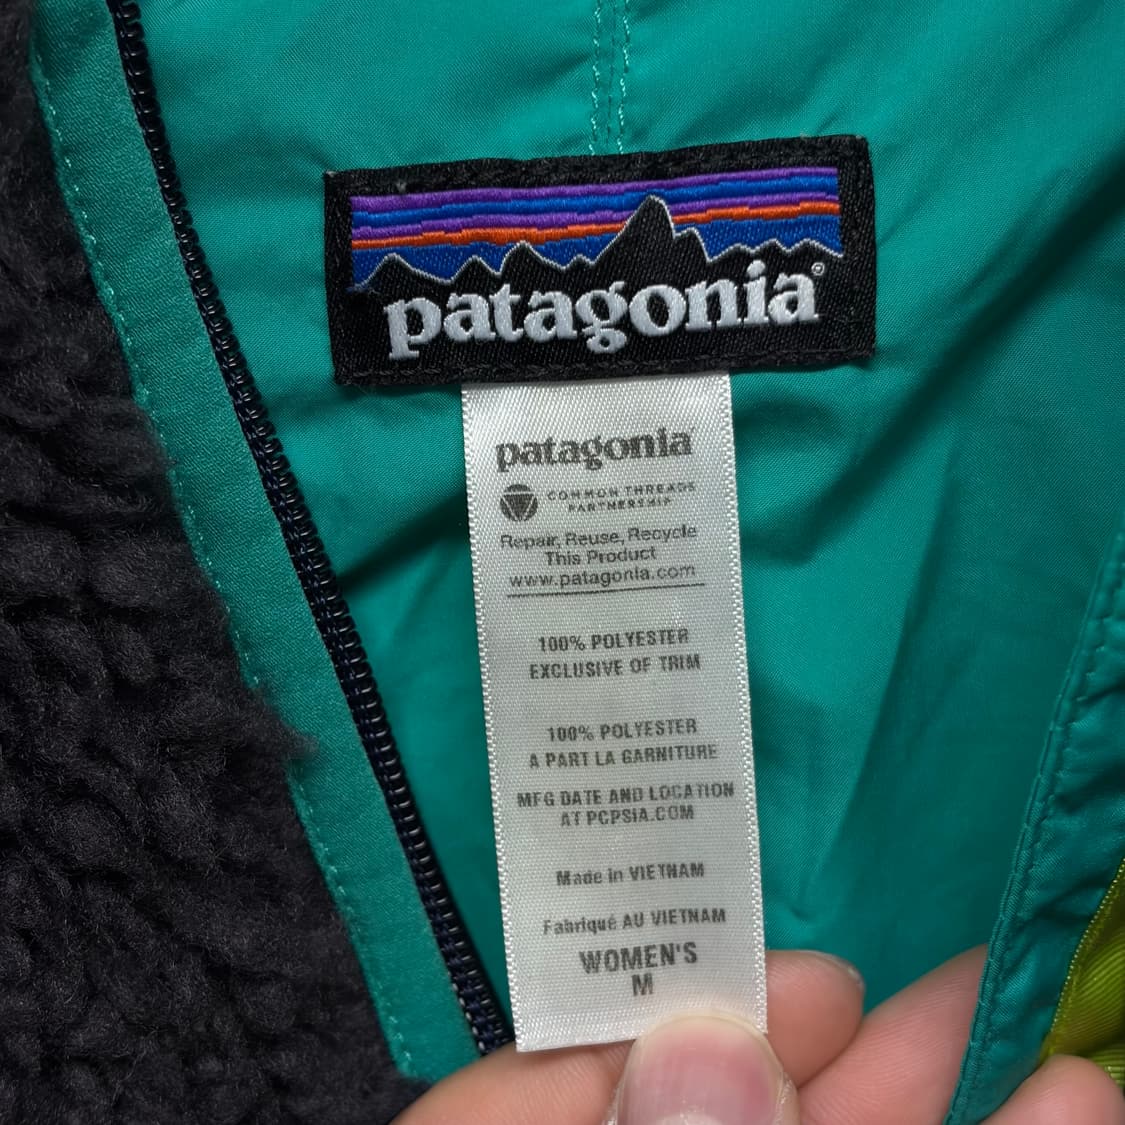 patagonia®
patagonia
COMMON THREADS
PARTNERSHIP
Repair, Reuse, Recycle
This Product
www.patagonia.com
100% POLYESTER
EXCLUSIVE OF TRIM
100% POLYESTER
A PART LA GARNITURE
MFG DATE AND LOCATION
AT PCPSIA.COM
Made in VIETNAM
Fabriqué AU VIETNAM
WOMEN'S
M